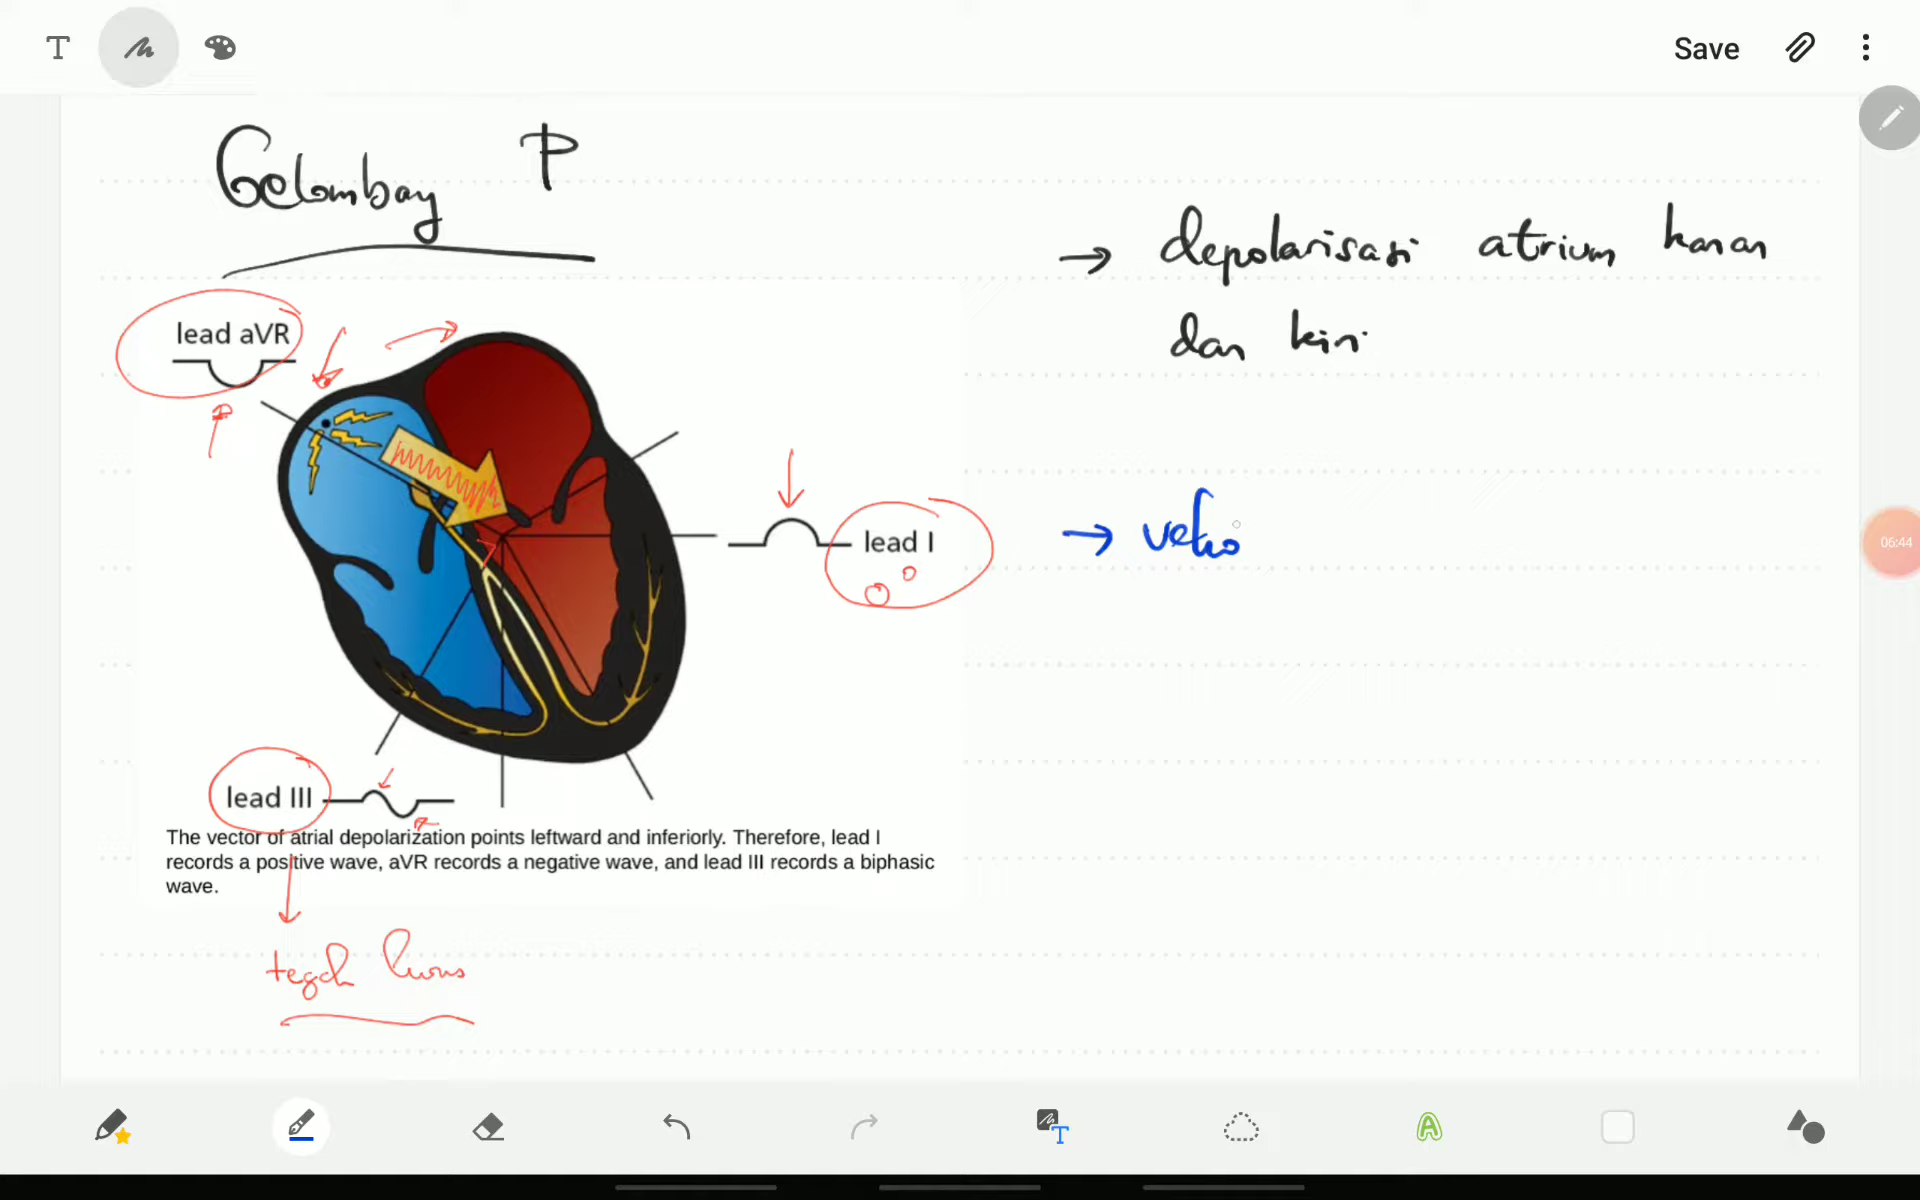 Save
Gelombang P
→ depolarisasi atrium kanan
dan kiri
lead aVR
lead I
→ vekto
06:44
lead III
The vector of atrial depolarization points leftward and inferiorly. Therefore, lead I
records a positive wave, aVR records a negative wave, and lead III records a biphasic
wave.
tegak lurus